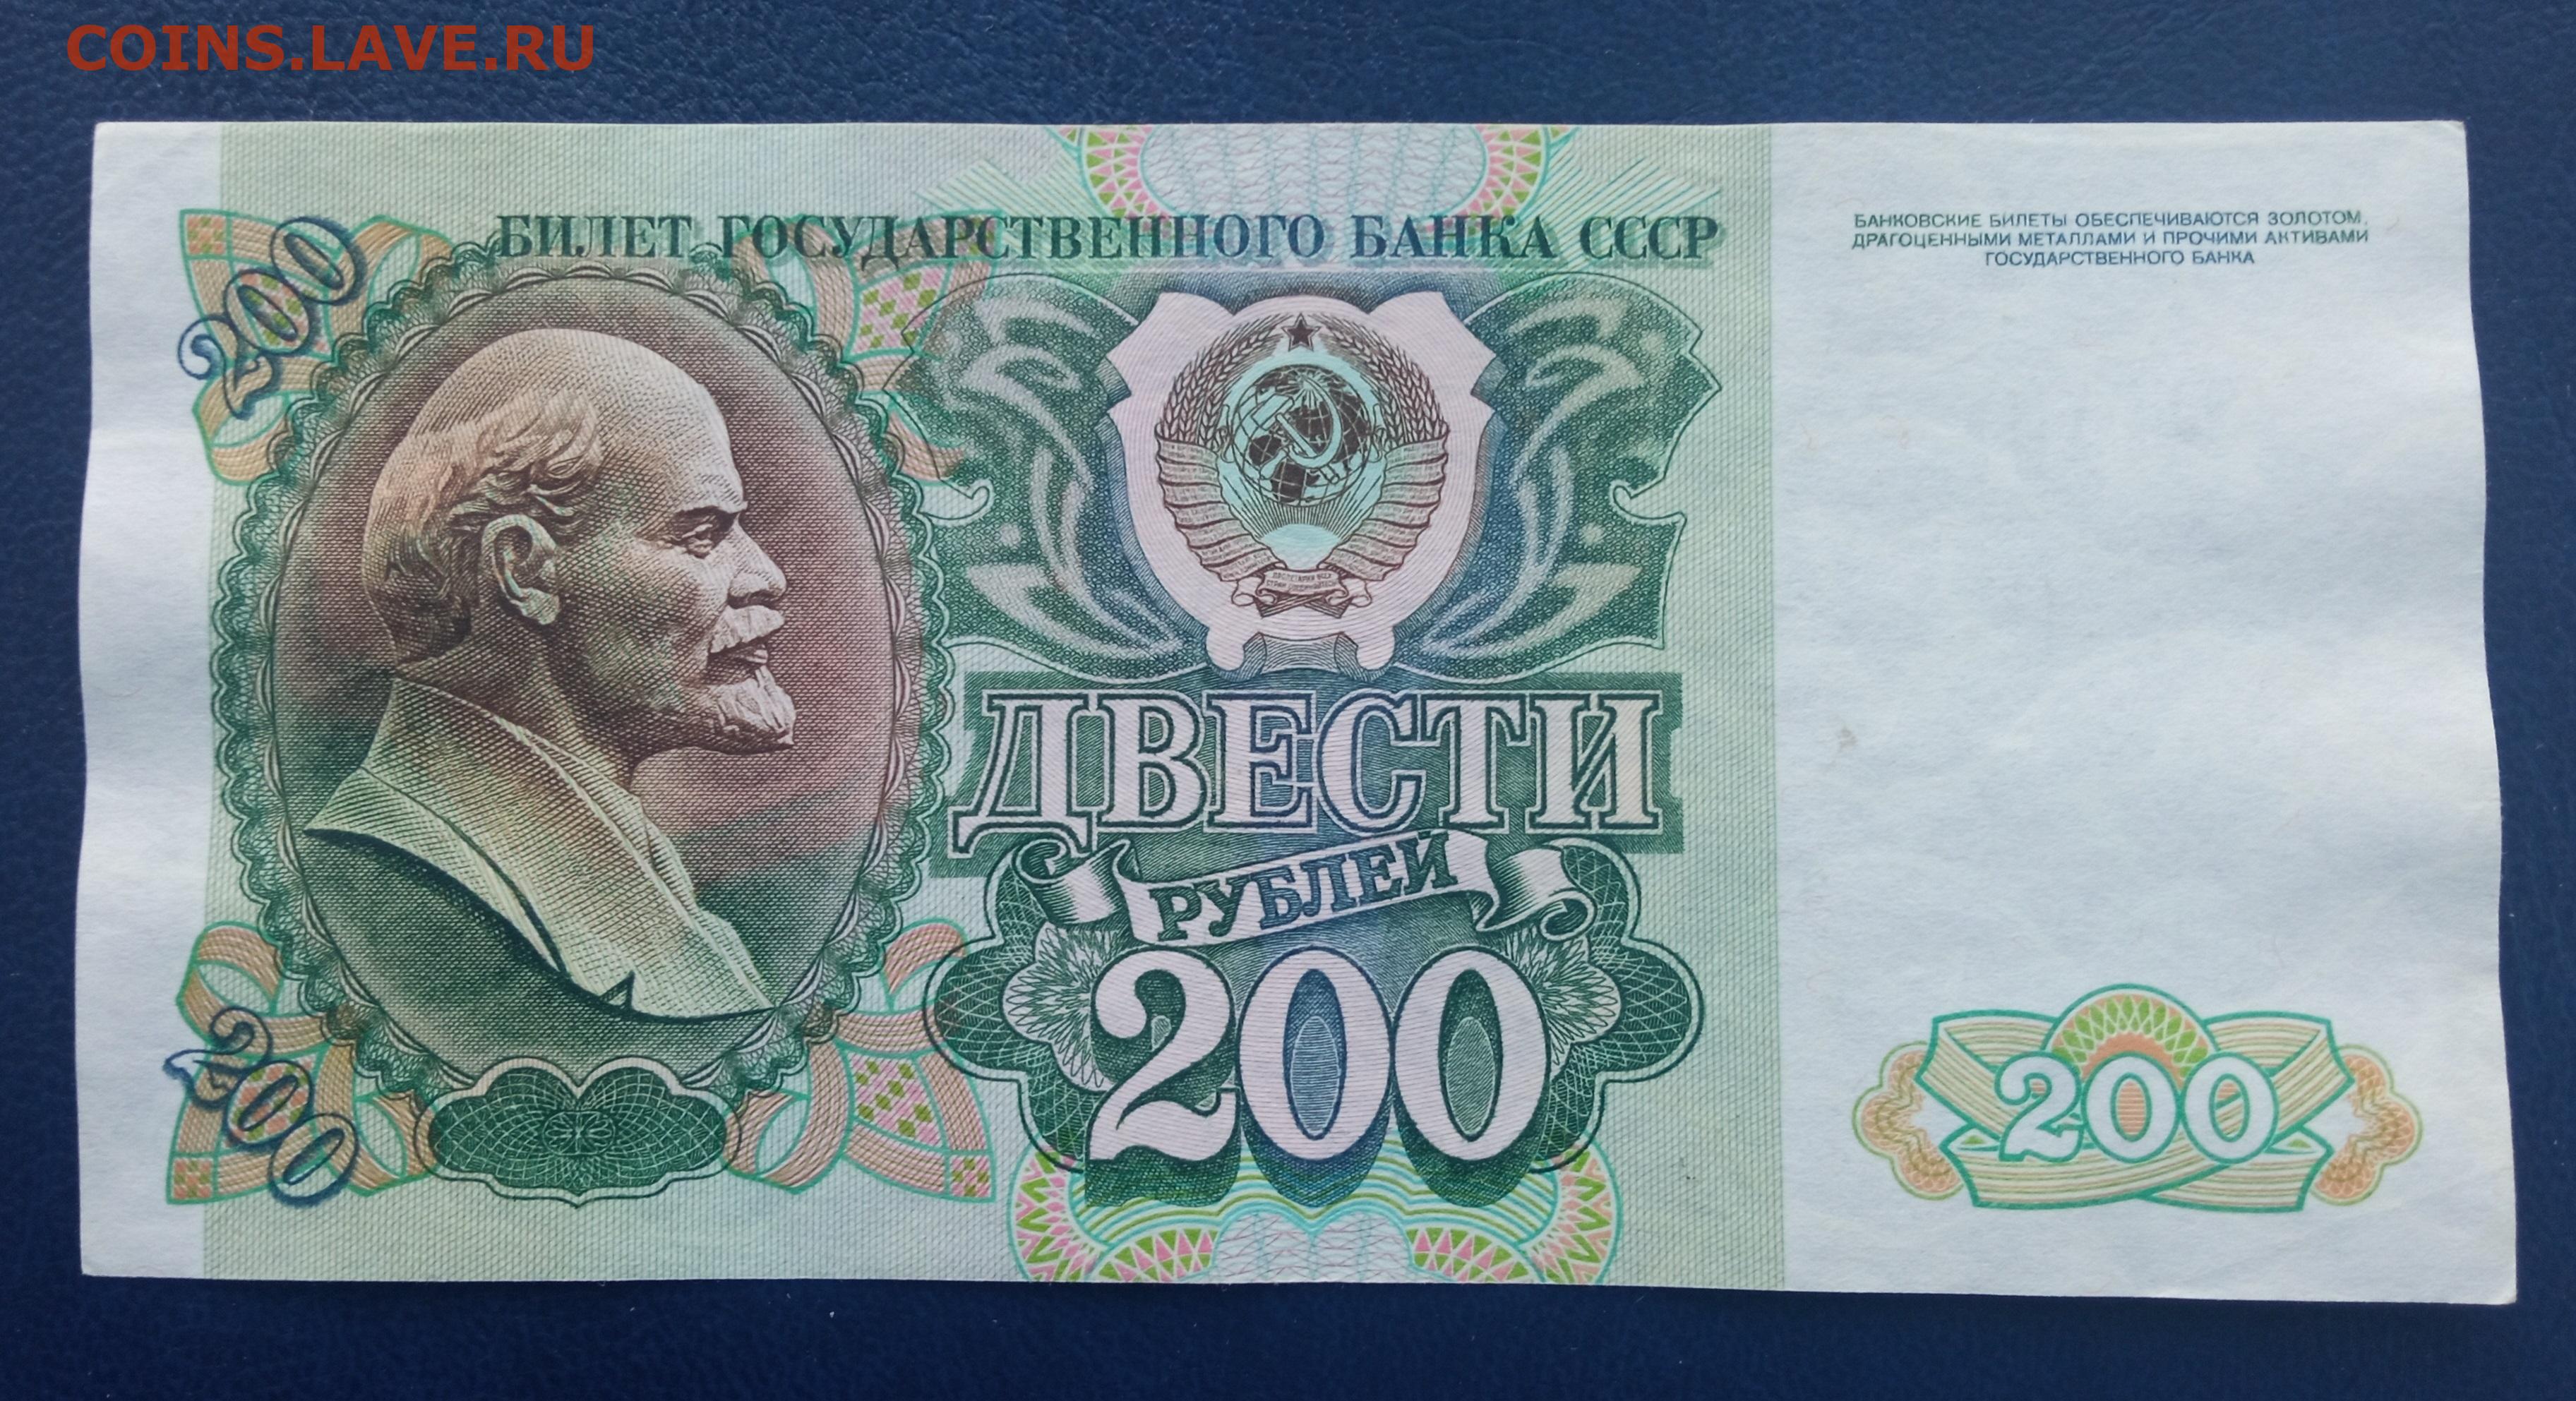 COINS.LAVE.RU
БИЛЕТ ГОСУДАРСТВЕННОГО БАНКА СССР
БАНКОВСКИЕ БИЛЕТЫ ОБЕСПЕЧИВАЮТСЯ ЗОЛОТОМ,
ДРАГОЦЕННЫМИ МЕТАЛЛАМИ И ПРОЧИМИ АКТИВАМИ
ГОСУДАРСТВЕННОГО БАНКА
200
ДВЕСТИ
РУБЛЕЙ
200
200
200